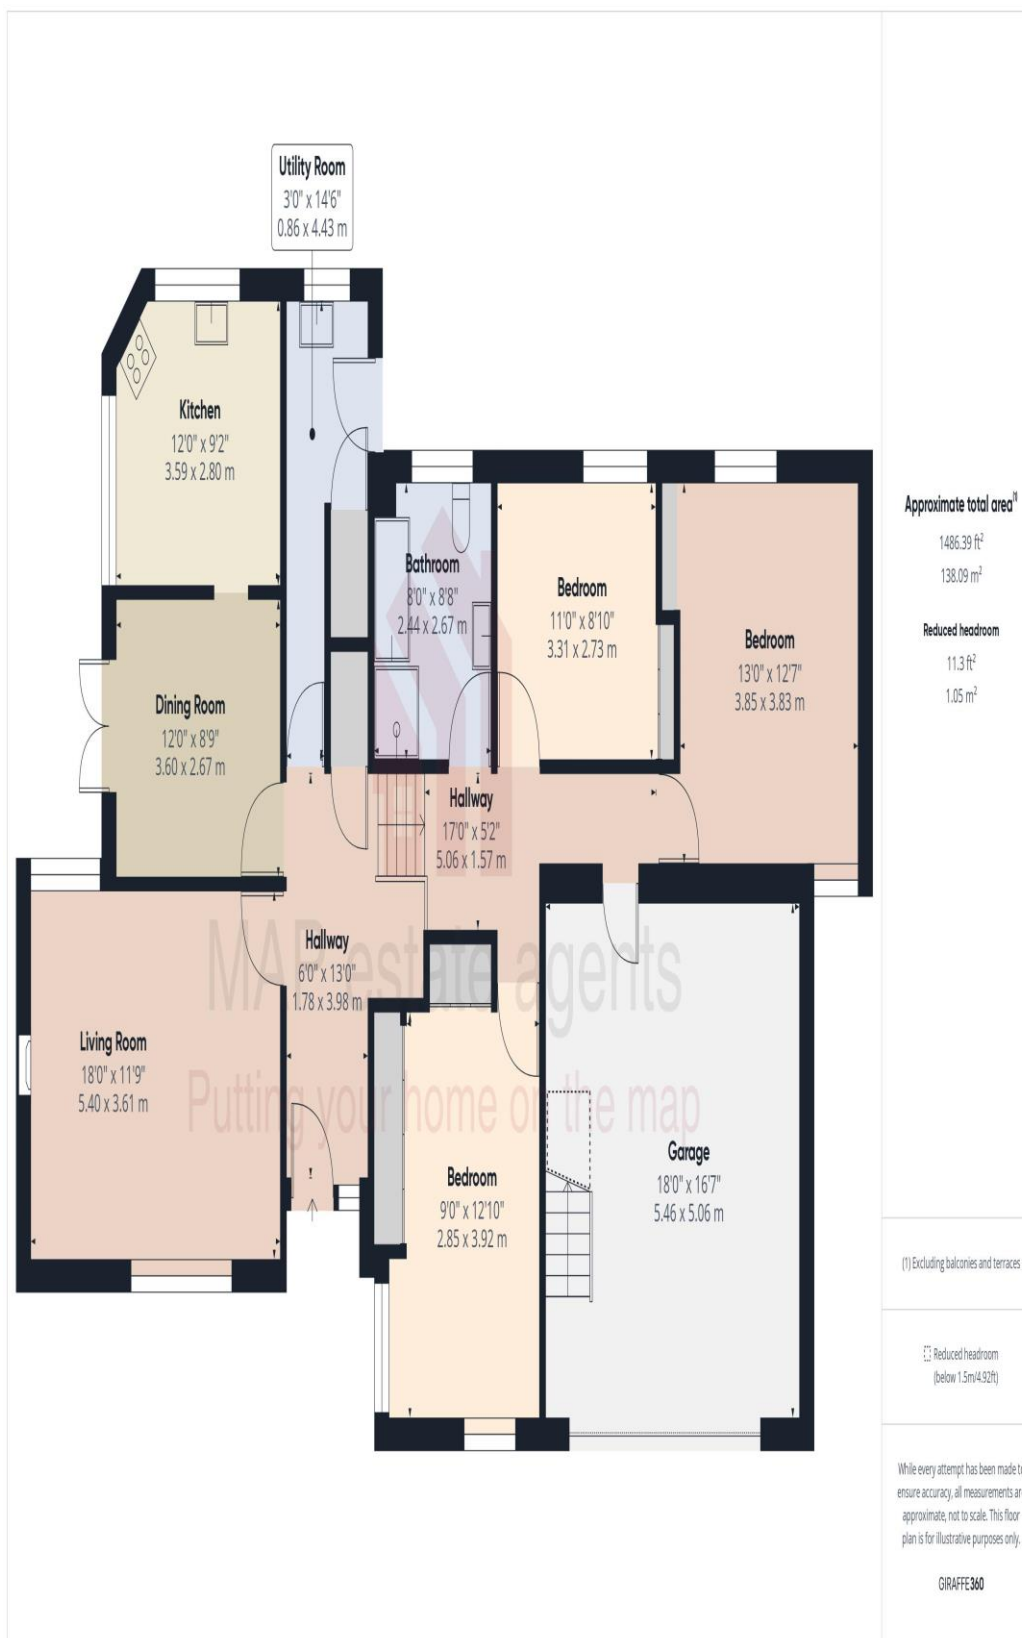 Utility Room
3'0" x 14'6"
0.86 x 4.43 m
Kitchen
12'0" x 9'2"
3.59 x 2.80 m
Bathroom
8'0" x 8'8"
2.44 x 2.67 m
Bedroom
11'0" x 8'10"
3.31 x 2.73 m
Bedroom
13'0" x 12'7"
3.85 x 3.83 m
Dining Room
12'0" x 8'9"
3.60 x 2.67 m
Hallway
17'0" x 5'2"
5.06 x 1.57 m
Hallway
6'0" x 13'0"
1.78 x 3.98 m
MAP estate agents
Putting your home on the map
Living Room
18'0" x 11'9"
5.40 x 3.61 m
Bedroom
9'0" x 12'10"
2.85 x 3.92 m
Garage
18'0" x 16'7"
5.46 x 5.06 m
Approximate total area(1)
1486.39 ft²
138.09 m²
Reduced headroom
11.3 ft²
1.05 m²
(1) Excluding balconies and terraces
Reduced headroom
(below 1.5m/4.92ft)
While every attempt has been made to
ensure accuracy, all measurements are
approximate, not to scale. This floor
plan is for illustrative purposes only.
GIRAFFE360